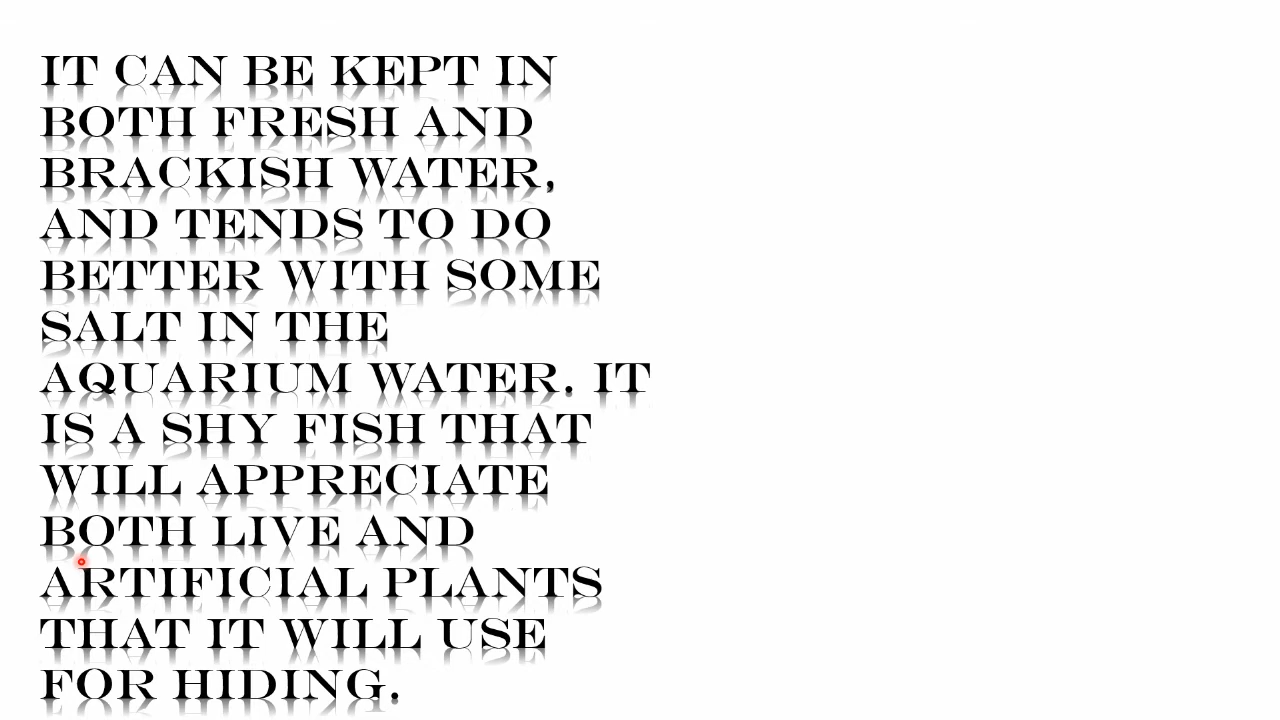 IT CAN BE KEPT IN
BOTH FRESH AND
BRACKISH WATER,
AND TENDS TO DO
BETTER WITH SOME
SALT IN THE
AQUARIUM WATER. IT
IS A SHY FISH THAT
WILL APPRECIATE
BOTH LIVE AND
ARTIFICIAL PLANTS
THAT IT WILL USE
FOR HIDING.